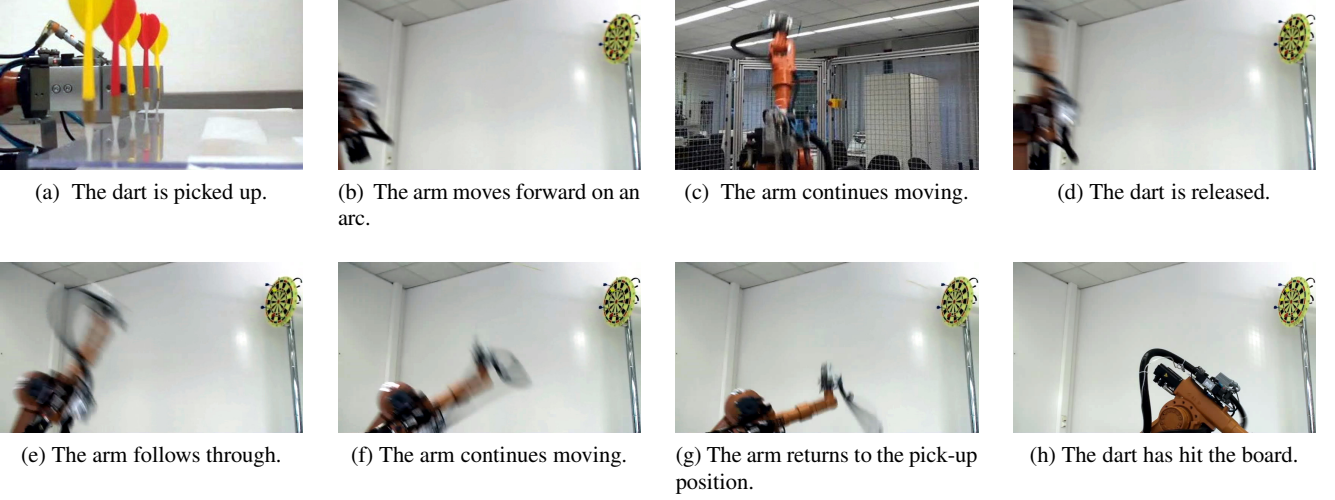 (a) The dart is picked up.
(b) The arm moves forward on an
arc.
(c) The arm continues moving.
(d) The dart is released.
(e) The arm follows through.
(f) The arm continues moving.
(g) The arm returns to the pick-up
position.
(h) The dart has hit the board.